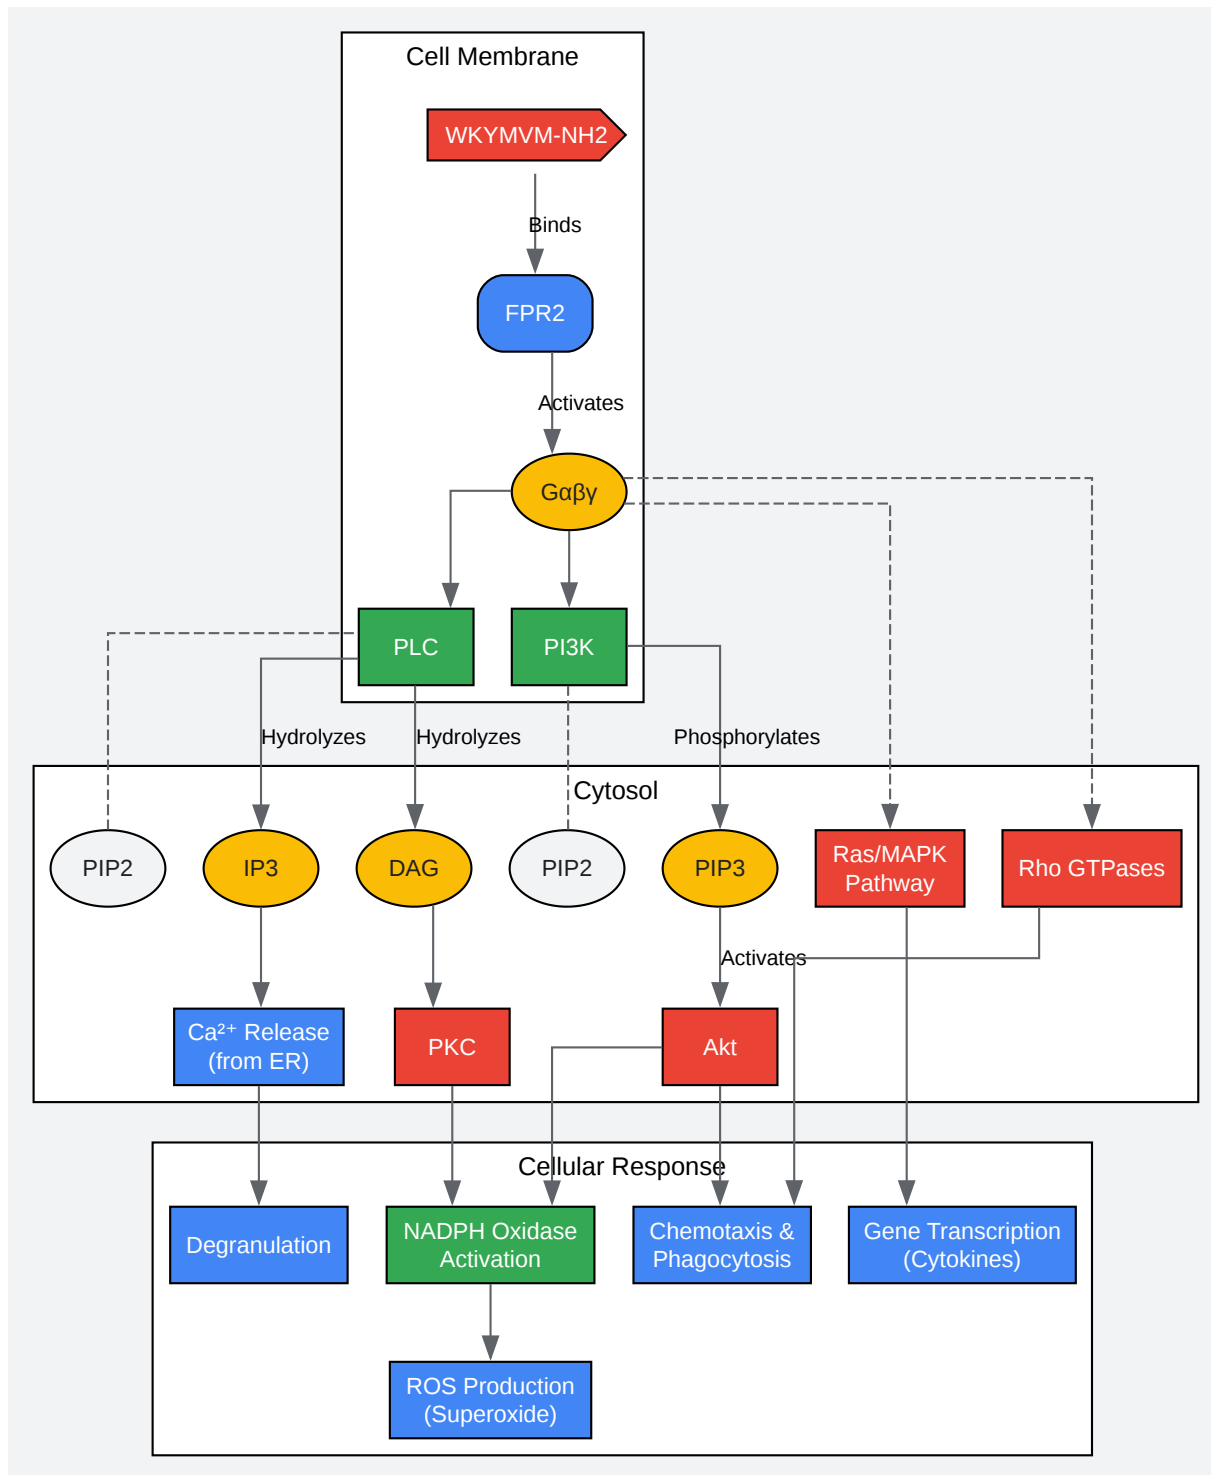 Cell Membrane
WKYMVM-NH2
Binds
FPR2
Activates
Gαβγ
PLC
PI3K
Hydrolyzes
Hydrolyzes
Phosphorylates
Cytosol
PIP2
IP3
DAG
PIP2
PIP3
Ras/MAPK
Pathway
Rho GTPases
Activates
Ca²⁺ Release
(from ER)
PKC
Akt
Cellular Response
Degranulation
NADPH Oxidase
Activation
Chemotaxis &
Phagocytosis
Gene Transcription
(Cytokines)
ROS Production
(Superoxide)